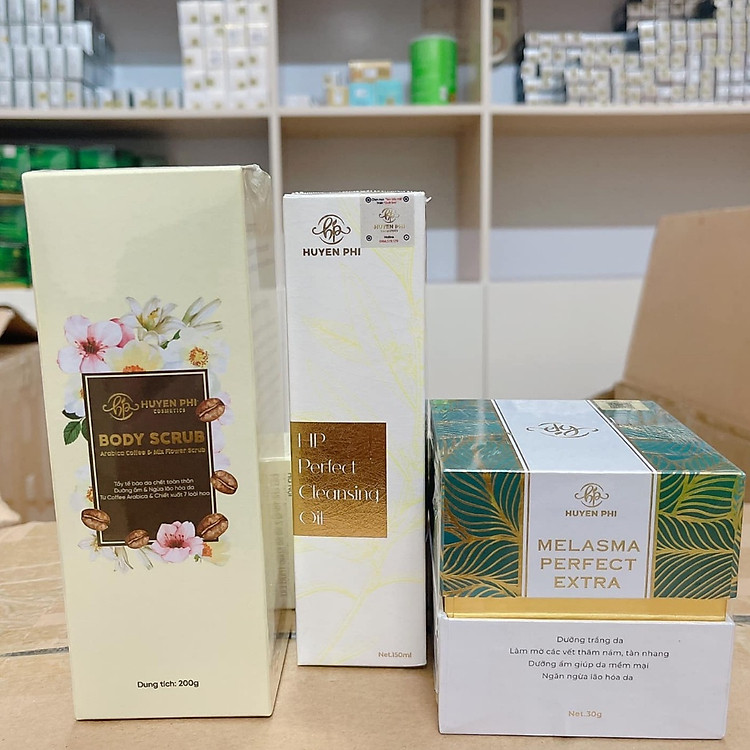 HUYEN PHI
COSMETICS
BODY SCRUB
Arabica Coffee & Mix Flower Scrub
Tẩy tế bào da chết toàn thân
Dưỡng ẩm & Ngừa lão hóa da
Từ Coffee Arabica & Chiết xuất 7 loài hoa
Dung tích: 200g
HUYEN PHI
HUYEN PHI
HP
Perfect
Cleansing
Oil
Net.150ml
HUYEN PHI
MELASMA
PERFECT
EXTRA
Dưỡng trắng da
Làm mờ các vết thâm nám, tàn nhang
Dưỡng ẩm giúp da mềm mại
Ngăn ngừa lão hóa da
Net.30g